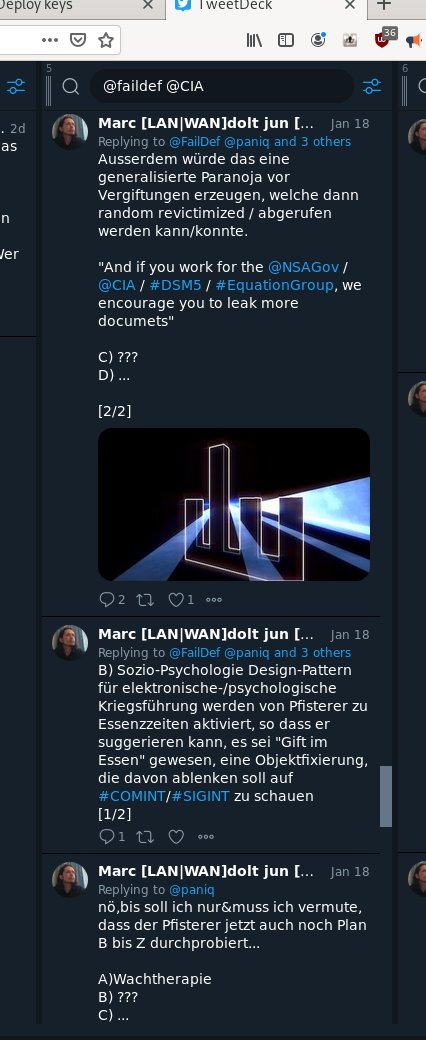 Deploy keys
TweetDeck
36
5
@faildef @CIA
6
. 2d
as
n
Wer
Marc [LAN|WAN]dolt jun [... Jan 18
Replying to @FailDef @paniq and 3 others
Ausserdem würde das eine
generalisierte Paranoja vor
Vergiftungen erzeugen, welche dann
random revictimized / abgerufen
werden kann/konnte.
"And if you work for the @NSAGov /
@CIA / #DSM5 / #EquationGroup, we
encourage you to leak more
documets"
C) ???
D) ...
[2/2]
2 1
Marc [LAN|WAN]dolt jun [... Jan 18
Replying to @FailDef @paniq and 3 others
B) Sozio-Psychologie Design-Pattern
für elektronische-/psychologische
Kriegsführung werden von Pfisterer zu
Essenzzeiten aktiviert, so dass er
suggerieren kann, es sei "Gift im
Essen" gewesen, eine Objektfixierung,
die davon ablenken soll auf
#COMINT/#SIGINT zu schauen
[1/2]
1
Marc [LAN|WAN]dolt jun [... Jan 18
Replying to @paniq
nö,bis soll ich nur&muss ich vermute,
dass der Pfisterer jetzt auch noch Plan
B bis Z durchprobiert...
A)Wachtherapie
B) ???
C) ...